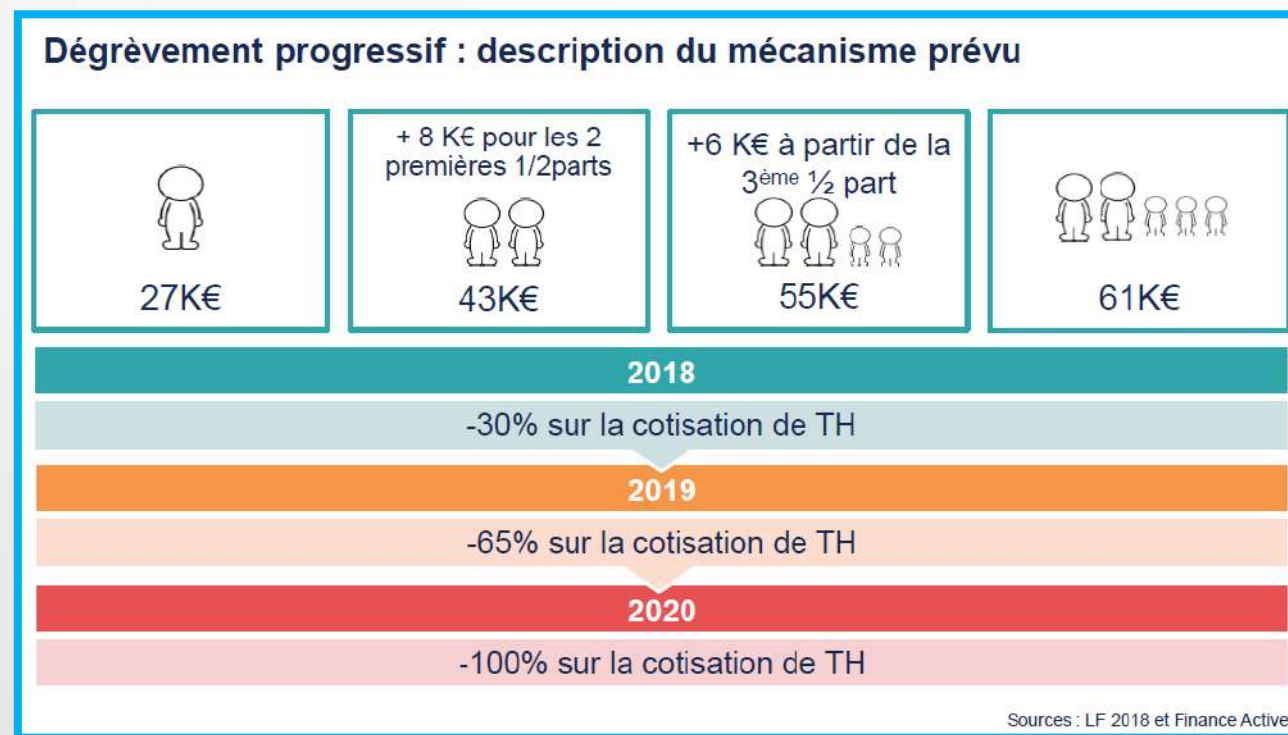 Dégrèvement progressif : description du mécanisme prévu
27K€
+ 8 K€ pour les 2
premières 1/2parts
43K€
+6 K€ à partir de la
3ème ½ part
55K€
61K€
2018
-30% sur la cotisation de TH
2019
-65% sur la cotisation de TH
2020
-100% sur la cotisation de TH
Sources : LF 2018 et Finance Active